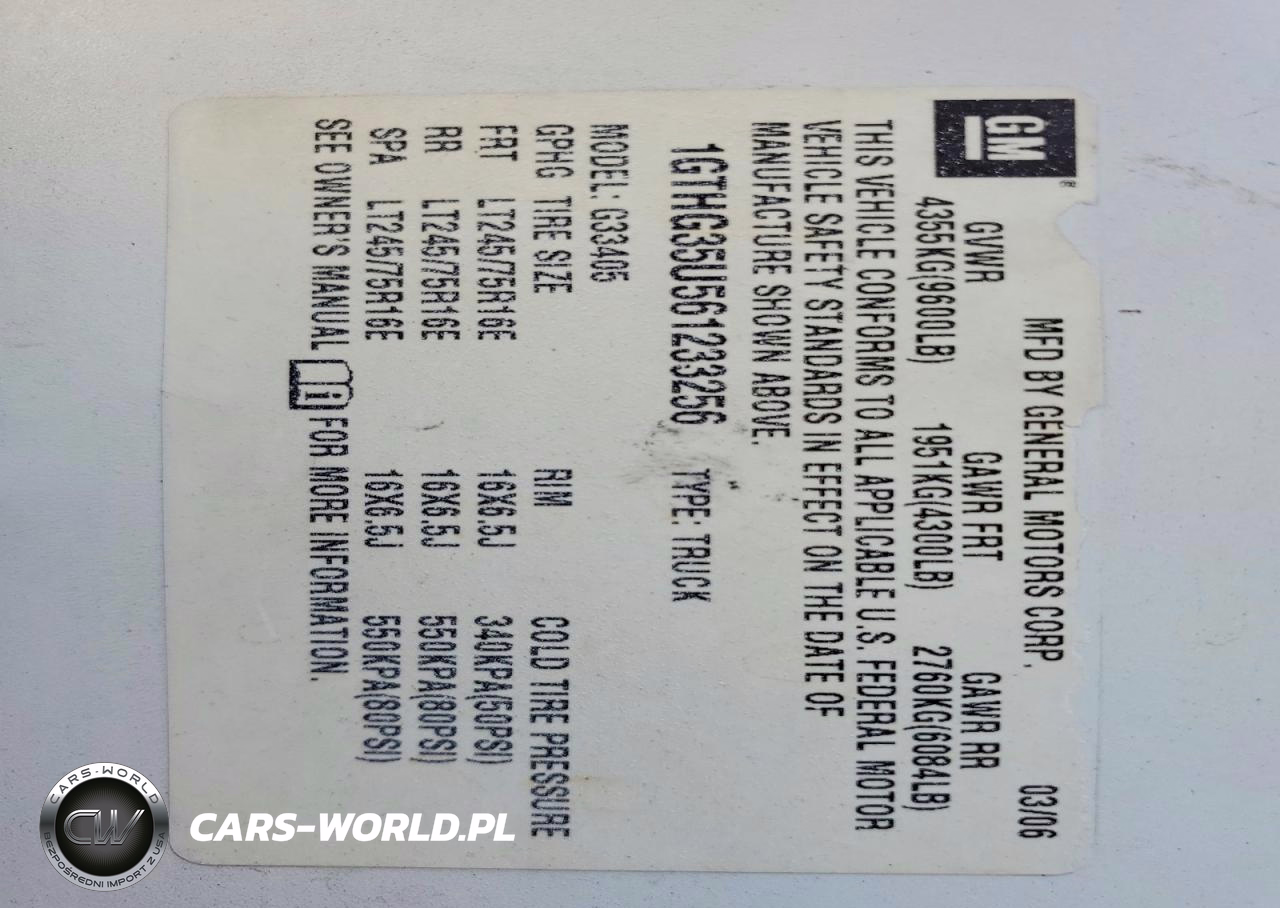 GM®
MFD BY GENERAL MOTORS CORP. 03/06
GVWR GAWR FRT GAWR RR
4355KG(9600LB) 1951KG(4300LB) 2760KG(6084LB)
THIS VEHICLE CONFORMS TO ALL APPLICABLE U.S. FEDERAL MOTOR
VEHICLE SAFETY STANDARDS IN EFFECT ON THE DATE OF
MANUFACTURE SHOWN ABOVE.
1GTHG35U561233256 TYPE: TRUCK
MODEL: G33405
GPHG TIRE SIZE RIM COLD TIRE PRESSURE
FRT LT245/75R16E 16X6.5J 340KPA(50PSI)
RR LT245/75R16E 16X6.5J 550KPA(80PSI)
SPA LT245/75R16E 16X6.5J 550KPA(80PSI)
SEE OWNER'S MANUAL FOR MORE INFORMATION.
CARS-WORLD
CW
BEZPOŚREDNI IMPORT Z USA
CARS-WORLD.PL